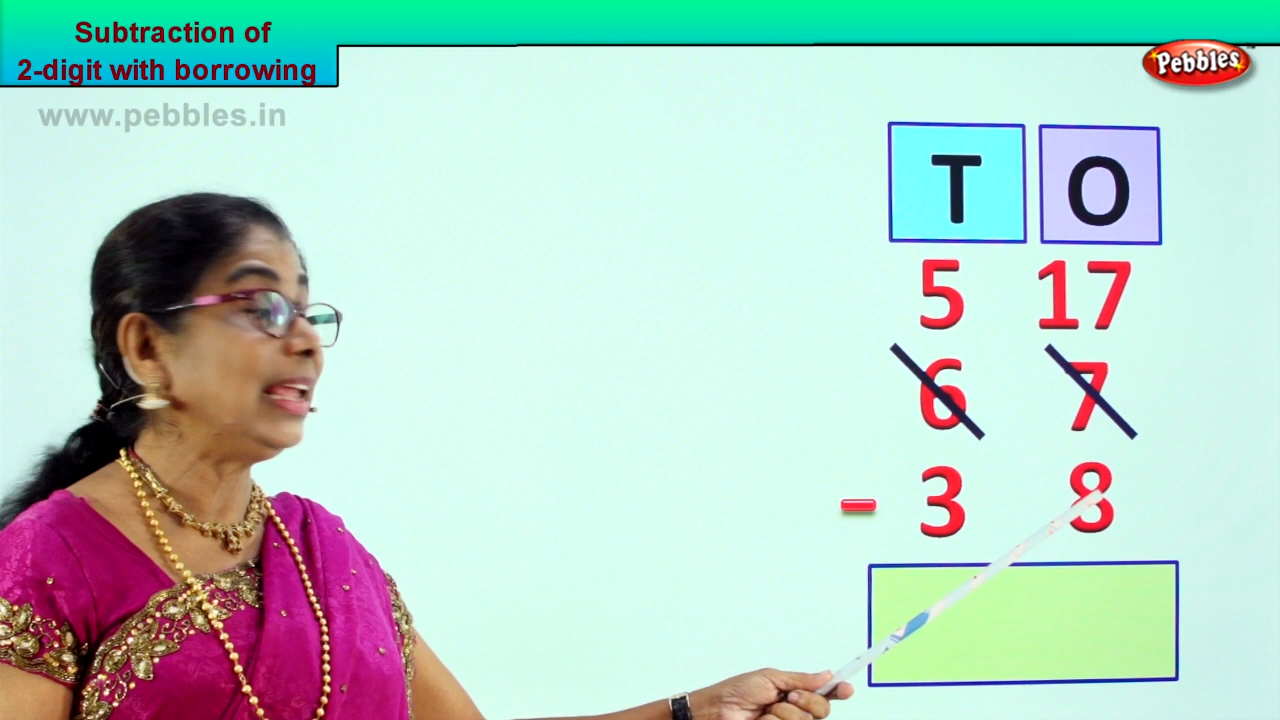 Subtraction of
2-digit with borrowing
Pebbles
www.pebbles.in
T O
5 17
6 7
- 3 8